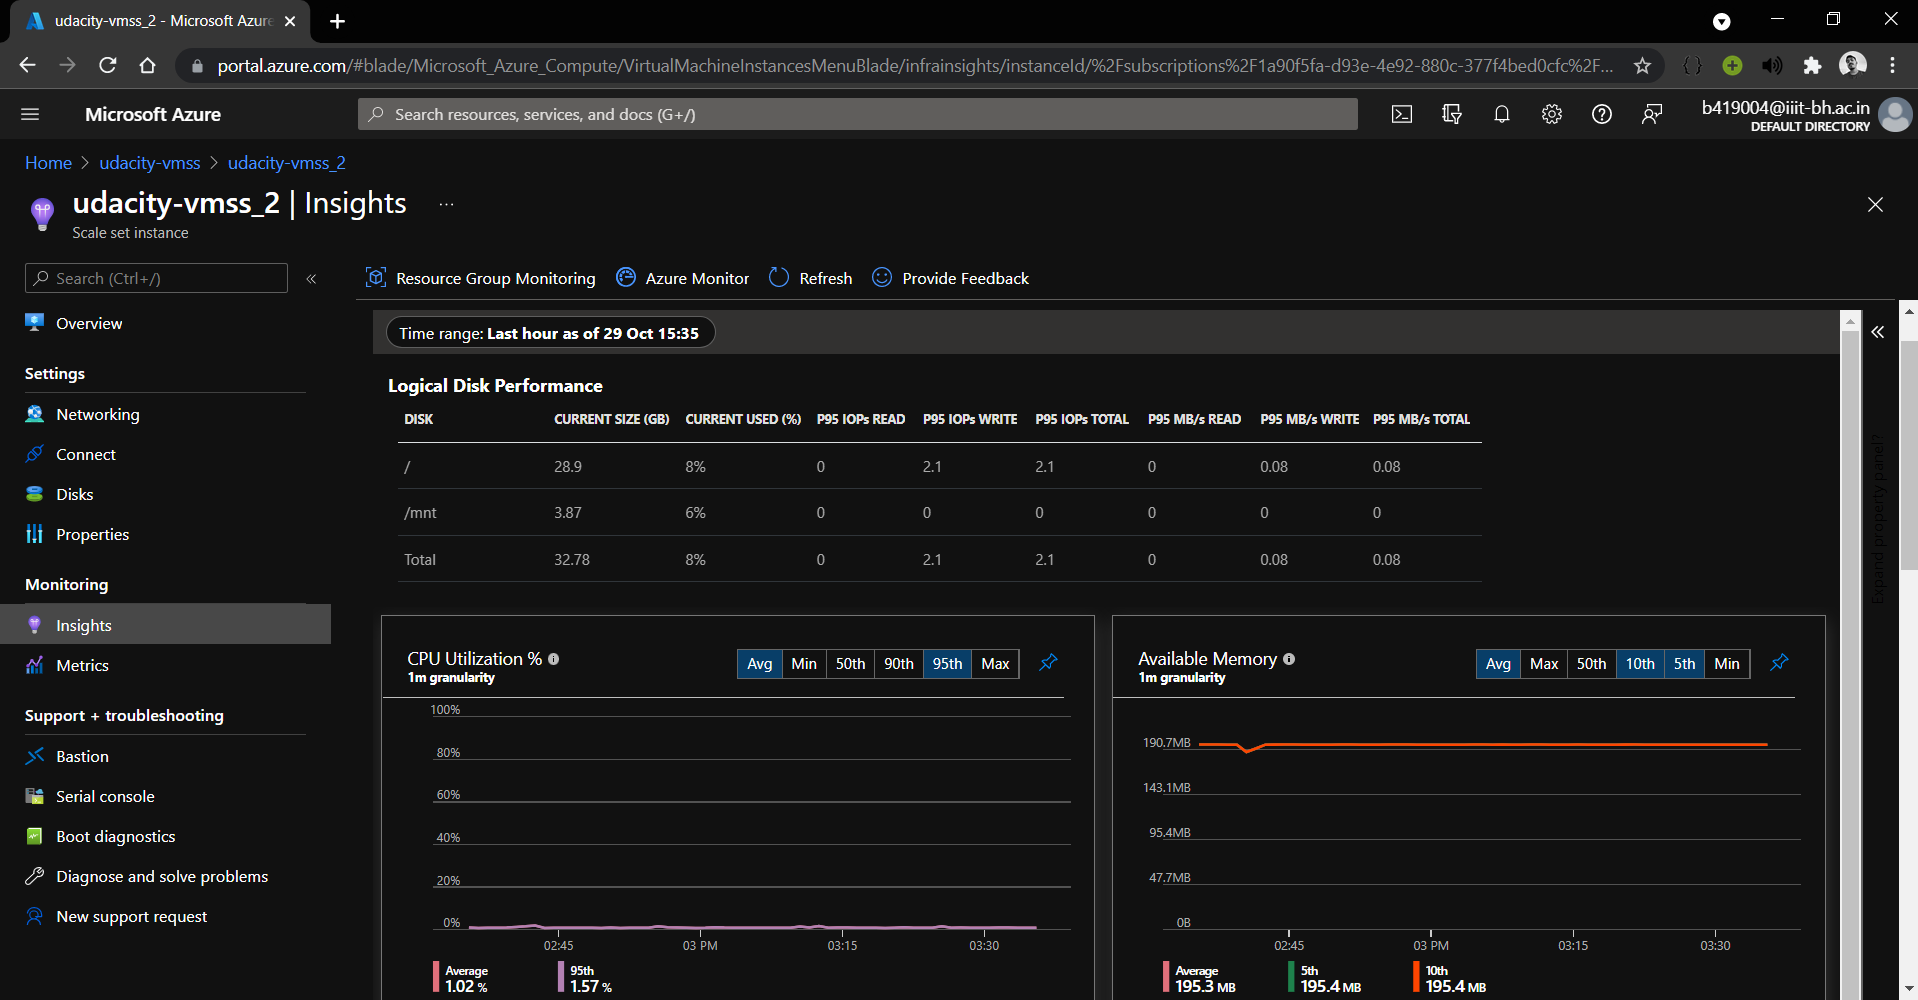 udacity-vmss_2 - Microsoft Azure
portal.azure.com/#blade/Microsoft_Azure_Compute/VirtualMachineInstancesMenuBlade/infrainsights/instanceId/%2Fsubscriptions%2F1a90f5fa-d93e-4e92-880c-377f4bed0cfc%2F...
Microsoft Azure
Search resources, services, and docs (G+/)
b419004@iiit-bh.ac.in
DEFAULT DIRECTORY
Home > udacity-vmss > udacity-vmss_2
udacity-vmss_2 | Insights ...
Scale set instance
Search (Ctrl+/)
Overview
Settings
Networking
Connect
Disks
Properties
Monitoring
Insights
Metrics
Support + troubleshooting
Bastion
Serial console
Boot diagnostics
Diagnose and solve problems
New support request
Resource Group Monitoring Azure Monitor Refresh Provide Feedback
Time range: Last hour as of 29 Oct 15:35
Expand property panel?
Logical Disk Performance
DISK CURRENT SIZE (GB) CURRENT USED (%) P95 IOPs READ P95 IOPs WRITE P95 IOPs TOTAL P95 MB/s READ P95 MB/s WRITE P95 MB/s TOTAL
/ 28.9 8% 0 2.1 2.1 0 0.08 0.08
/mnt 3.87 6% 0 0 0 0 0 0
Total 32.78 8% 0 2.1 2.1 0 0.08 0.08
CPU Utilization %
1m granularity
Avg Min 50th 90th 95th Max
100%
80%
60%
40%
20%
0%
02:45 03 PM 03:15 03:30
Average 95th
1.02 % 1.57 %
Available Memory
1m granularity
Avg Max 50th 10th 5th Min
190.7MB
143.1MB
95.4MB
47.7MB
0B
02:45 03 PM 03:15 03:30
Average 5th 10th
195.3 MB 195.4 MB 195.4 MB